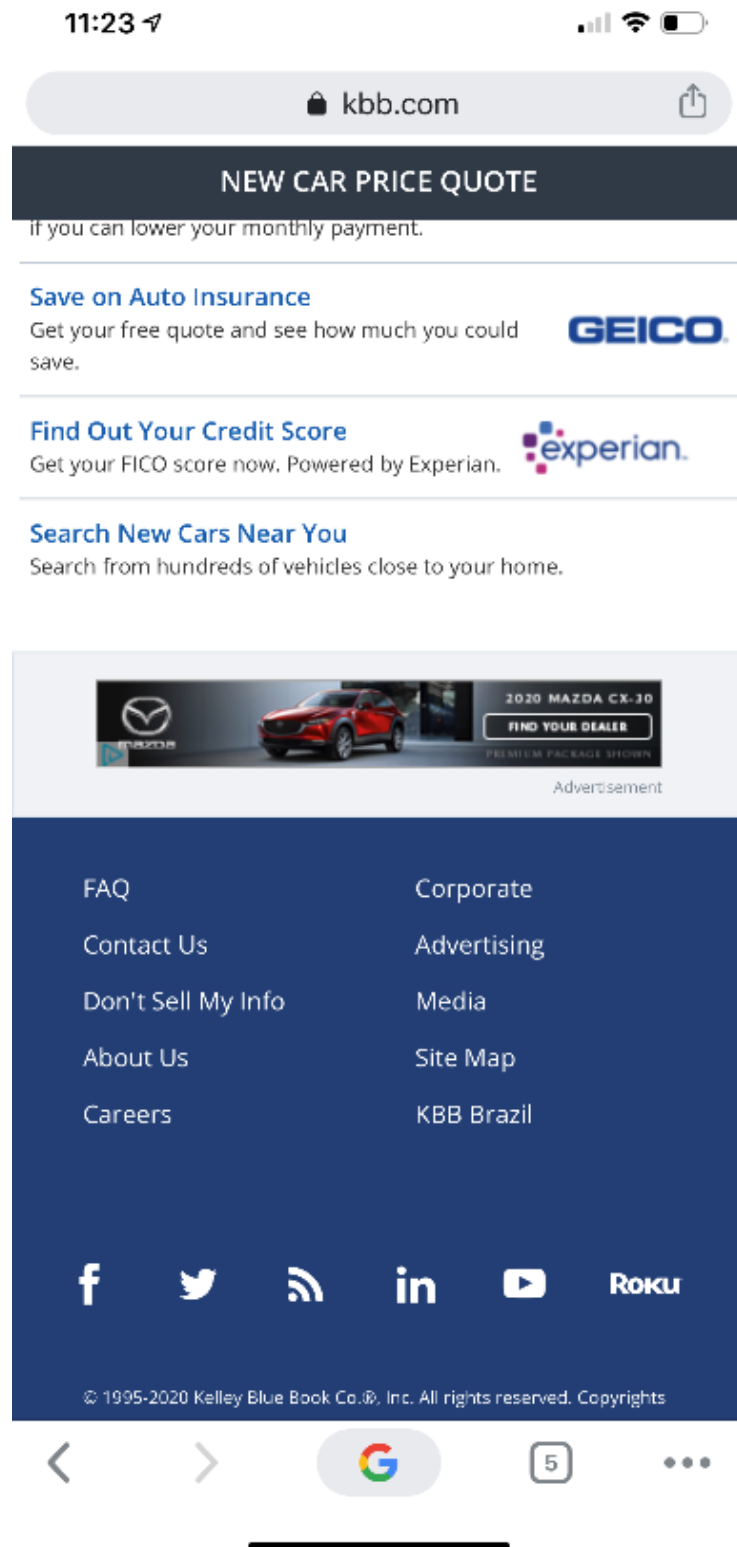 11:23
kbb.com
NEW CAR PRICE QUOTE
if you can lower your monthly payment.
Save on Auto Insurance
Get your free quote and see how much you could
save.
GEICO.
Find Out Your Credit Score
Get your FICO score now. Powered by Experian.
experian.
Search New Cars Near You
Search from hundreds of vehicles close to your home.
mazda
2020 MAZDA CX-30
FIND YOUR DEALER
PREMIUM PACKAGE SHOWN
Advertisement
FAQ
Corporate
Contact Us
Advertising
Don't Sell My Info
Media
About Us
Site Map
Careers
KBB Brazil
f
in
Roku
© 1995-2020 Kelley Blue Book Co.®, Inc. All rights reserved. Copyrights
G
5